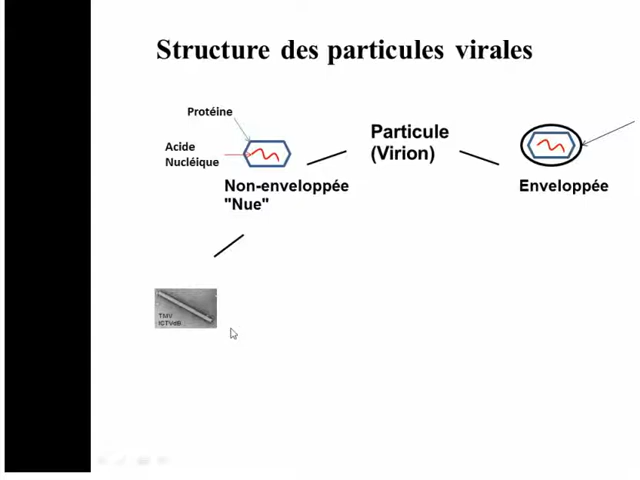 Structure des particules virales
Protéine
Acide
Nucléique
Particule
(Virion)
Non-enveloppée
"Nue"
Enveloppée
TMV
ICTVdB